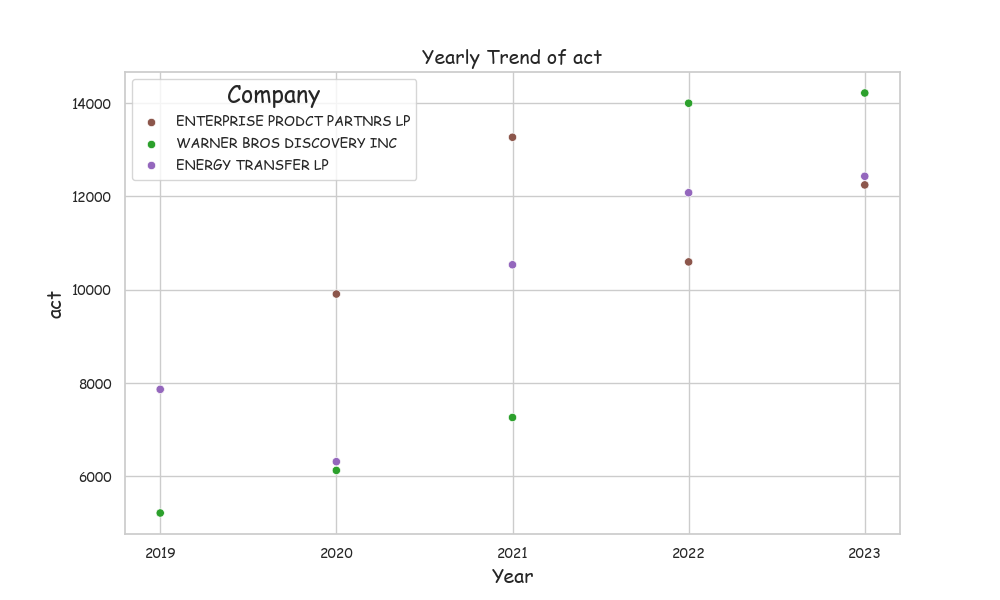 Yearly Trend of act
Company
ENTERPRISE PRODCT PARTNRS LP
WARNER BROS DISCOVERY INC
ENERGY TRANSFER LP
14000
12000
10000
8000
6000
act
2019 2020 2021 2022 2023
Year